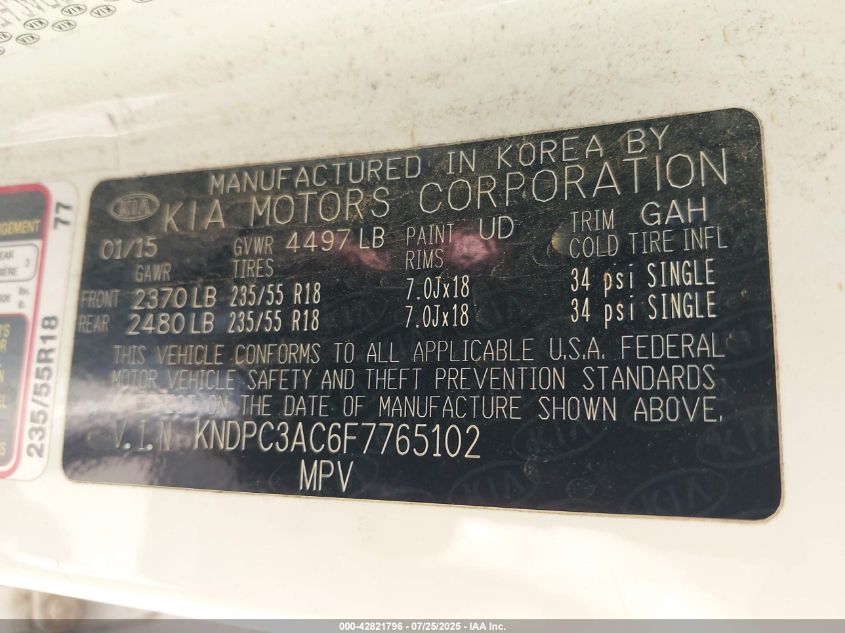 KIA
MANUFACTURED IN KOREA BY
KIA MOTORS CORPORATION
01/15 GVWR 4497 LB PAINT UD TRIM GAH
GAWR TIRES RIMS COLD TIRE INFL
FRONT 2370 LB 235/55 R18 7.0Jx18 34 psi SINGLE
REAR 2480 LB 235/55 R18 7.0Jx18 34 psi SINGLE
THIS VEHICLE CONFORMS TO ALL APPLICABLE U.S.A. FEDERAL
MOTOR VEHICLE SAFETY AND THEFT PREVENTION STANDARDS
IN EFFECT ON THE DATE OF MANUFACTURE SHOWN ABOVE.
V.I.N KNDPC3AC6F7765102
MPV
77
235/55R18
000-42821796 - 07/25/2025 - IAA Inc.